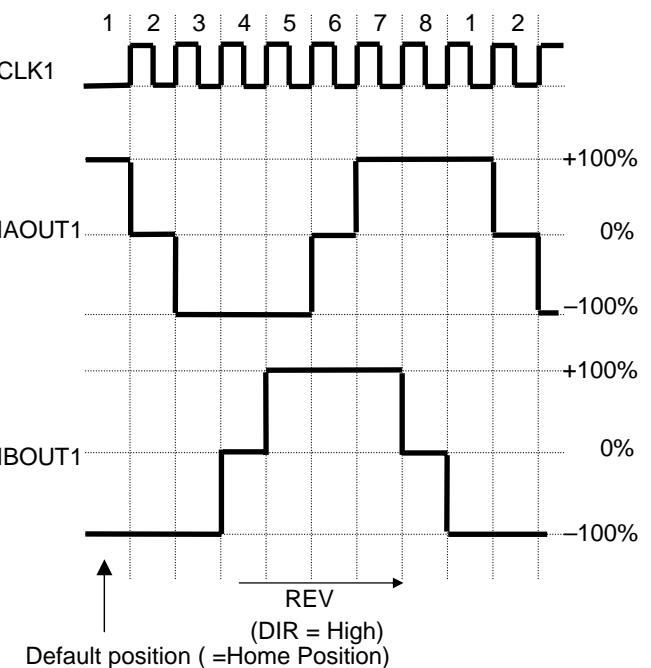 1 2 3 4 5 6 7 8 1 2
CLK1
+100%
IAOUT1
0%
–100%
+100%
IBOUT1
0%
–100%
REV
(DIR = High)
Default position ( =Home Position)